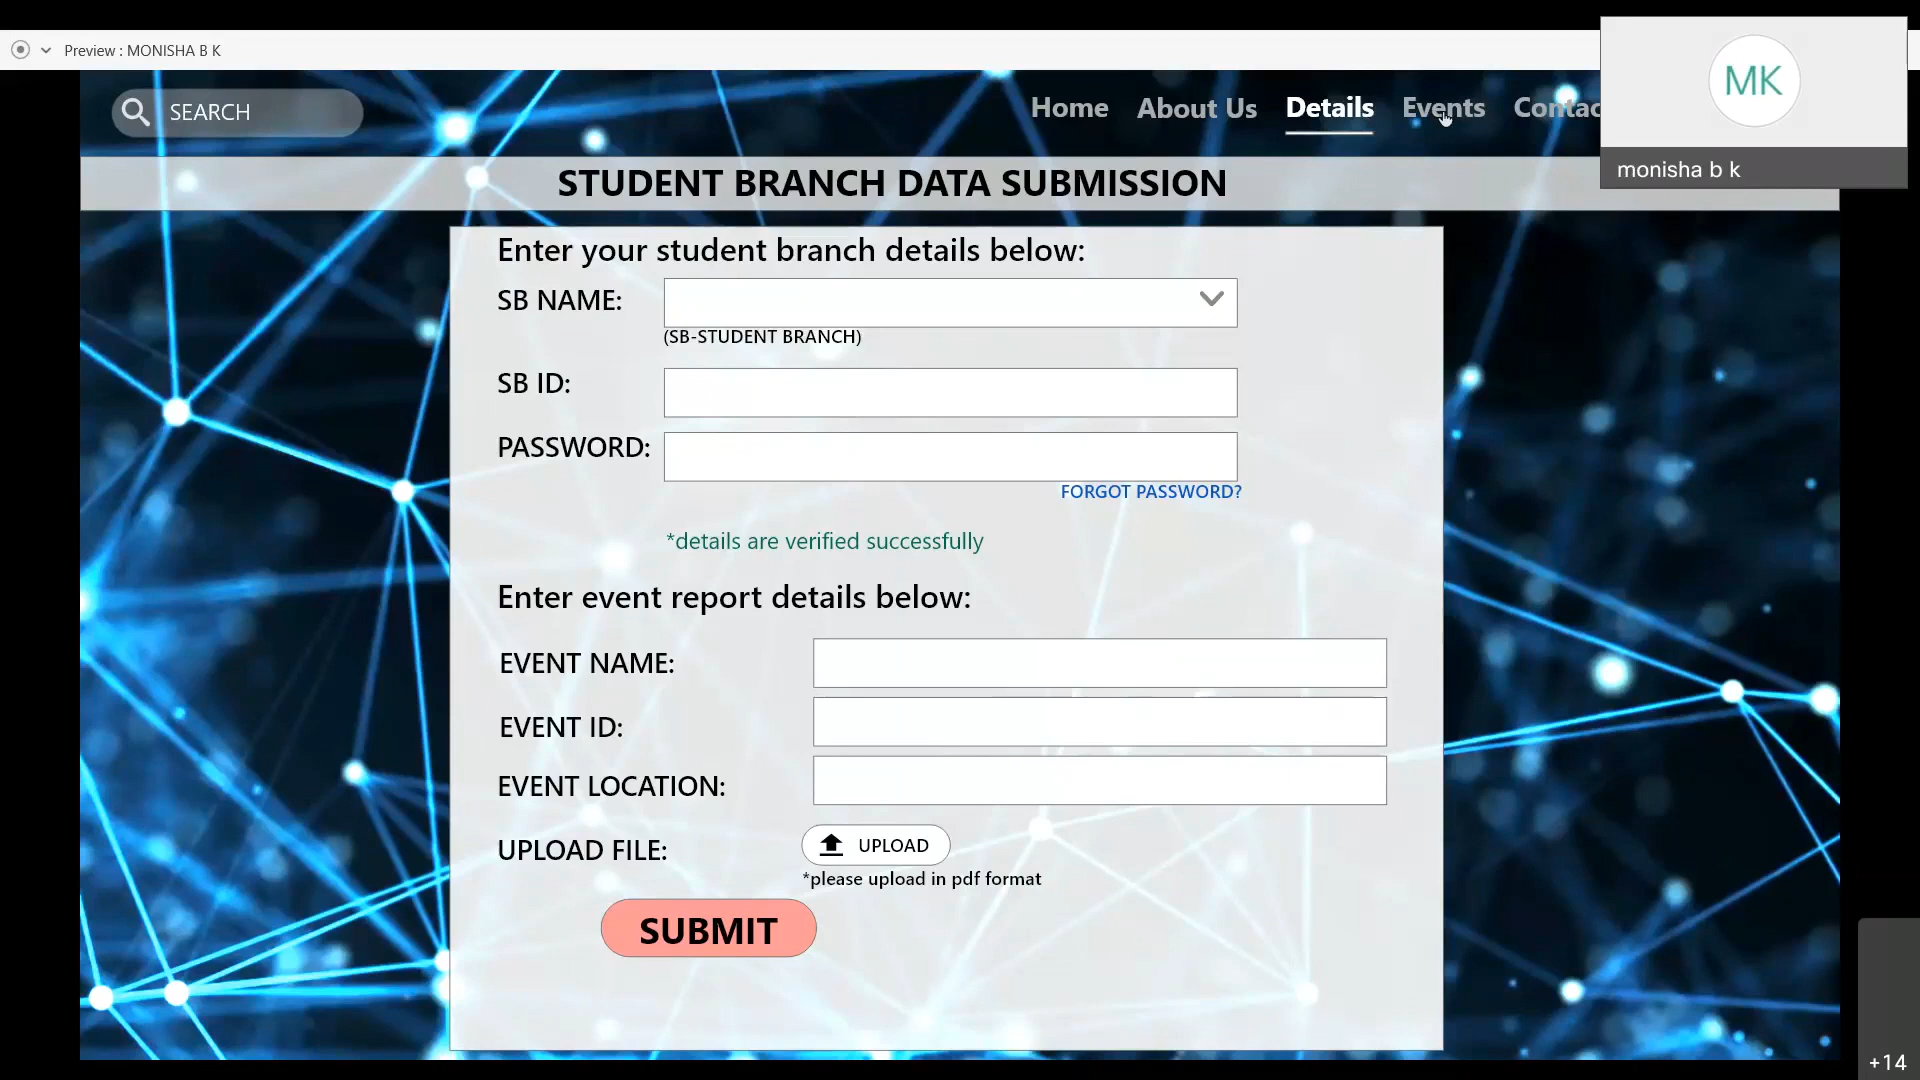 Preview : MONISHA B K
MK
monisha b k
SEARCH
Home About Us Details Events
STUDENT BRANCH DATA SUBMISSION
Enter your student branch details below:
SB NAME:
(SB-STUDENT BRANCH)
SB ID:
PASSWORD:
FORGOT PASSWORD?
*details are verified successfully
Enter event report details below:
EVENT NAME:
EVENT ID:
EVENT LOCATION:
UPLOAD FILE: UPLOAD
*please upload in pdf format
SUBMIT
+14